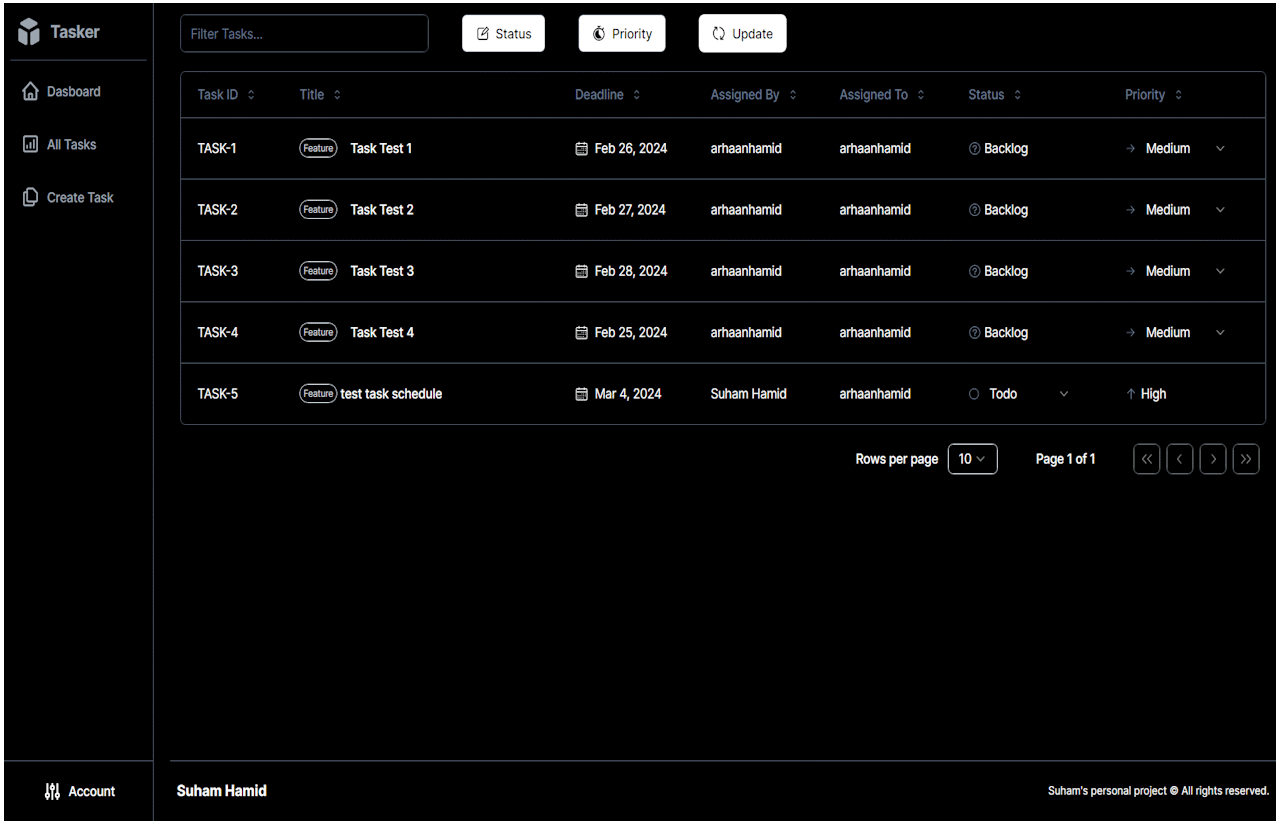 Tasker
Filter Tasks...
Status
Priority
Update
Dasboard
All Tasks
Create Task
Task ID Title Deadline Assigned By Assigned To Status Priority
TASK-1 Feature Task Test 1 Feb 26, 2024 arhaanhamid arhaanhamid Backlog Medium
TASK-2 Feature Task Test 2 Feb 27, 2024 arhaanhamid arhaanhamid Backlog Medium
TASK-3 Feature Task Test 3 Feb 28, 2024 arhaanhamid arhaanhamid Backlog Medium
TASK-4 Feature Task Test 4 Feb 25, 2024 arhaanhamid arhaanhamid Backlog Medium
TASK-5 Feature test task schedule Mar 4, 2024 Suham Hamid arhaanhamid Todo High
Rows per page 10 Page 1 of 1
Account
Suham Hamid
Suham's personal project © All rights reserved.